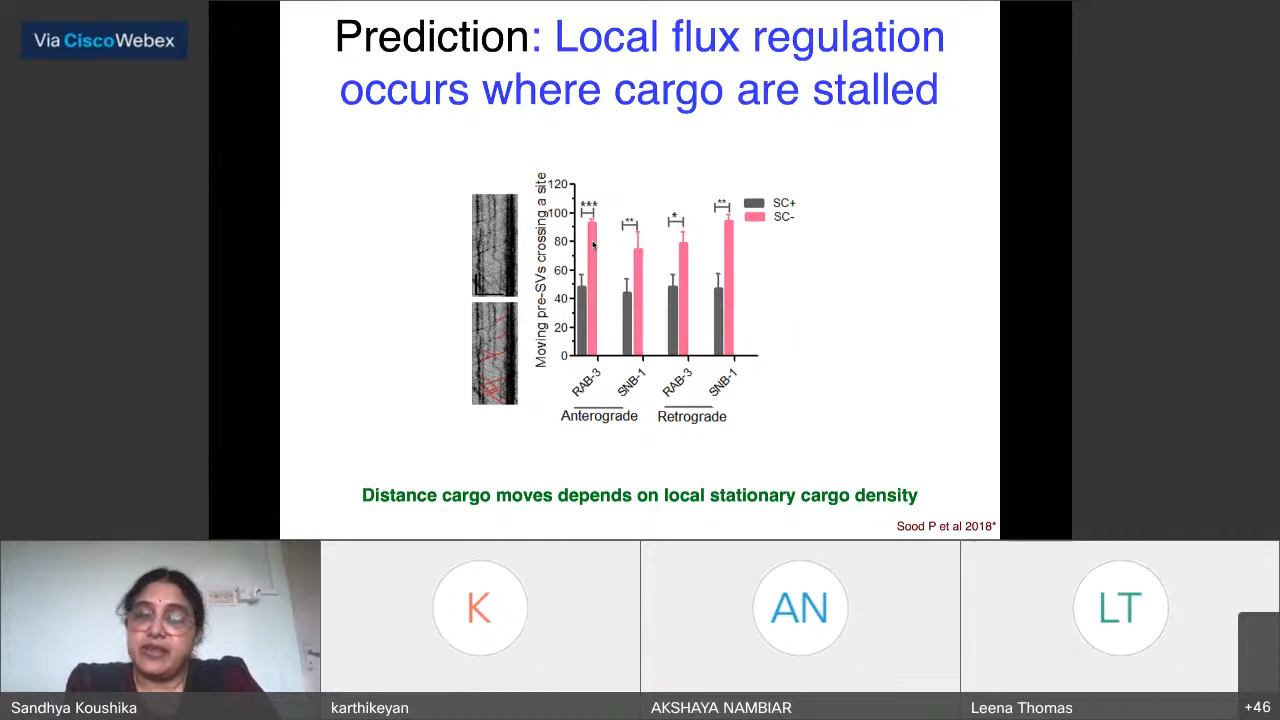 Via Cisco Webex
Prediction: Local flux regulation
occurs where cargo are stalled
Moving pre-SVs crossing a site
120
100
80
60
40
20
0
***
**
*
**
SC+
SC-
RAB-3
SNB-1
RAB-3
SNB-1
Anterograde
Retrograde
Distance cargo moves depends on local stationary cargo density
Sood P et al 2018*
K
AN
LT
Sandhya Koushika
karthikeyan
AKSHAYA NAMBIAR
Leena Thomas
+46